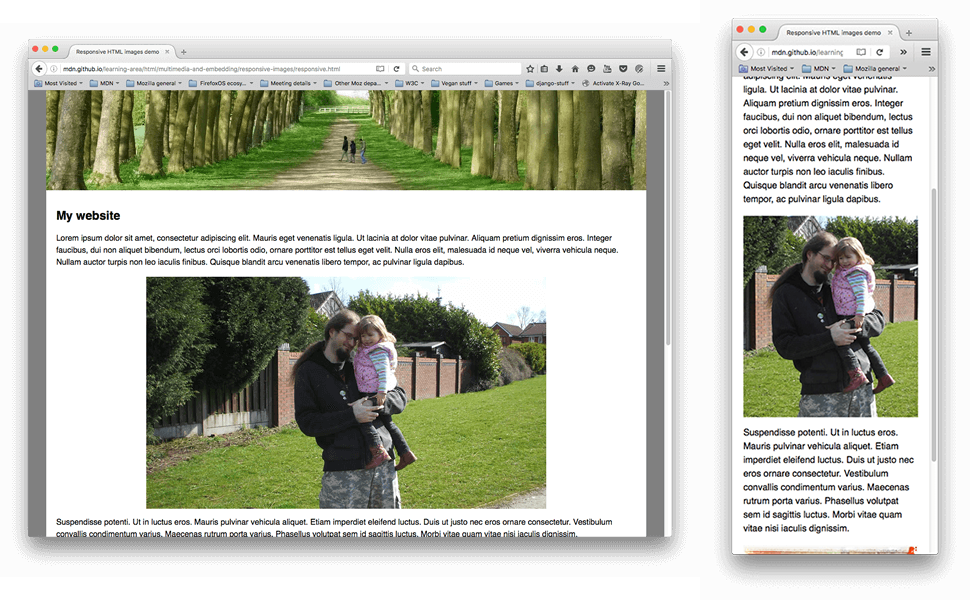 Responsive HTML images demo
mdn.github.io/learning-area/html/multimedia-and-embedding/responsive-images/responsive.html
Search
Most Visited
MDN
Mozilla general
FirefoxOS ecosy...
Meeting details
Other Moz depa...
W3C
Vegan stuff
Games
django-stuff
Activate X-Ray Go...
My website
Lorem ipsum dolor sit amet, consectetur adipiscing elit. Mauris eget venenatis ligula. Ut lacinia at dolor vitae pulvinar. Aliquam pretium dignissim eros. Integer
faucibus, dui non aliquet bibendum, lectus orci lobortis odio, ornare porttitor est tellus eget velit. Nulla eros elit, malesuada id neque vel, viverra vehicula neque.
Nullam auctor turpis non leo iaculis finibus. Quisque blandit arcu venenatis libero tempor, ac pulvinar ligula dapibus.
Suspendisse potenti. Ut in luctus eros. Mauris pulvinar vehicula aliquet. Etiam imperdiet eleifend luctus. Duis ut justo nec eros ornare consectetur. Vestibulum
convallis condimentum varius. Maecenas rutrum porta varius. Phasellus volutpat sem id sagittis luctus. Morbi vitae quam vitae nisi iaculis dignissim.
Responsive HTML images demo
mdn.github.io/learning
Most Visited
MDN
Mozilla general
adipiscing elit. Mauris eget venenatis
ligula. Ut lacinia at dolor vitae pulvinar.
Aliquam pretium dignissim eros. Integer
faucibus, dui non aliquet bibendum, lectus
orci lobortis odio, ornare porttitor est tellus
eget velit. Nulla eros elit, malesuada id
neque vel, viverra vehicula neque. Nullam
auctor turpis non leo iaculis finibus.
Quisque blandit arcu venenatis libero
tempor, ac pulvinar ligula dapibus.
Suspendisse potenti. Ut in luctus eros.
Mauris pulvinar vehicula aliquet. Etiam
imperdiet eleifend luctus. Duis ut justo nec
eros ornare consectetur. Vestibulum
convallis condimentum varius. Maecenas
rutrum porta varius. Phasellus volutpat
sem id sagittis luctus. Morbi vitae quam
vitae nisi iaculis dignissim.